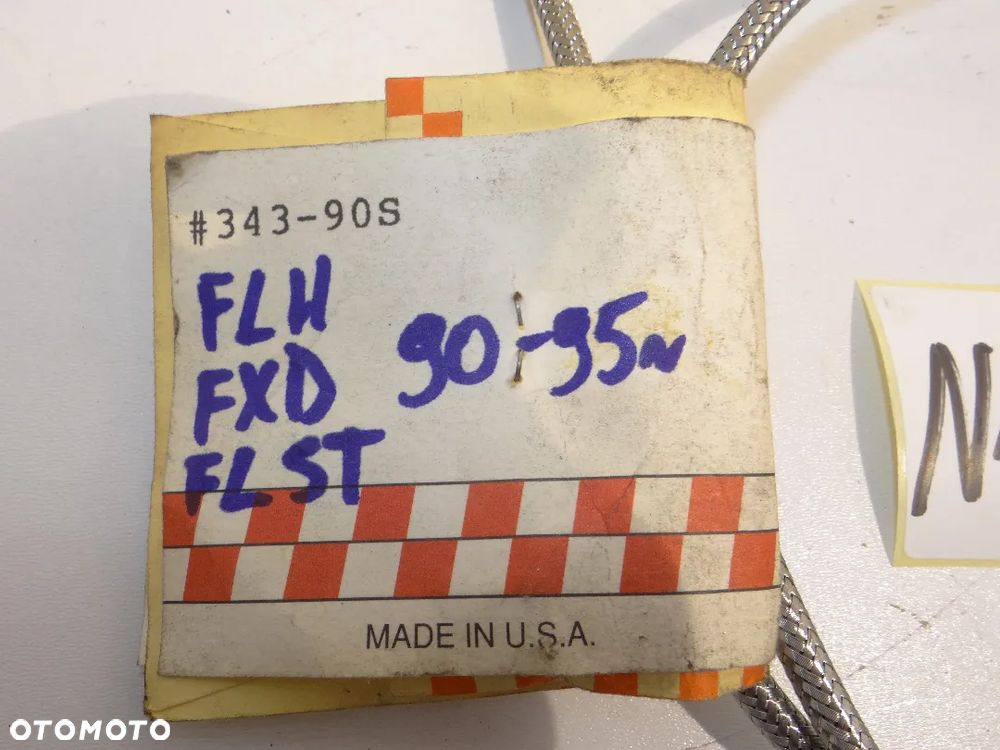 #343-90S
FLH
FXD
FLST
90-95
MADE IN U.S.A.
N
OTOMOTO